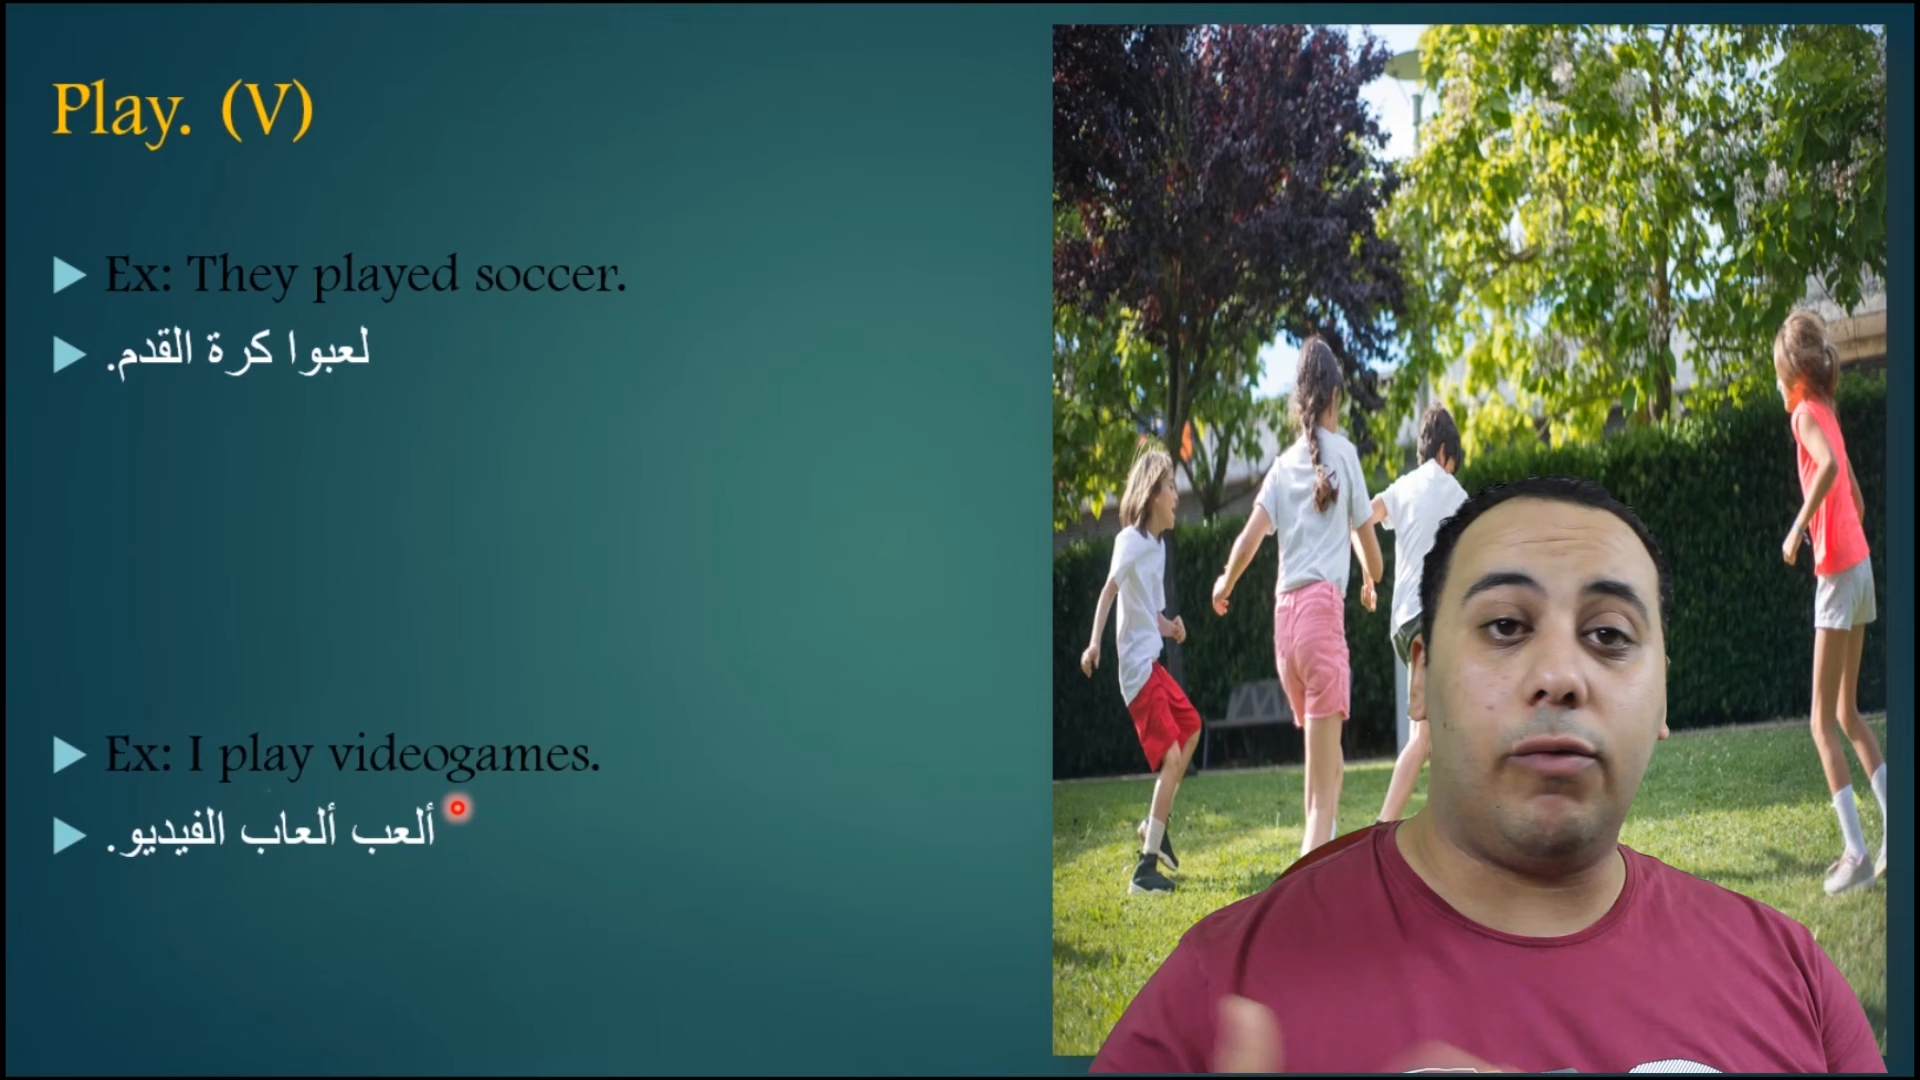 Play. (V)
Ex: They played soccer.
لعبوا كرة القدم.
Ex: I play videogames.
ألعب ألعاب الفيديو.